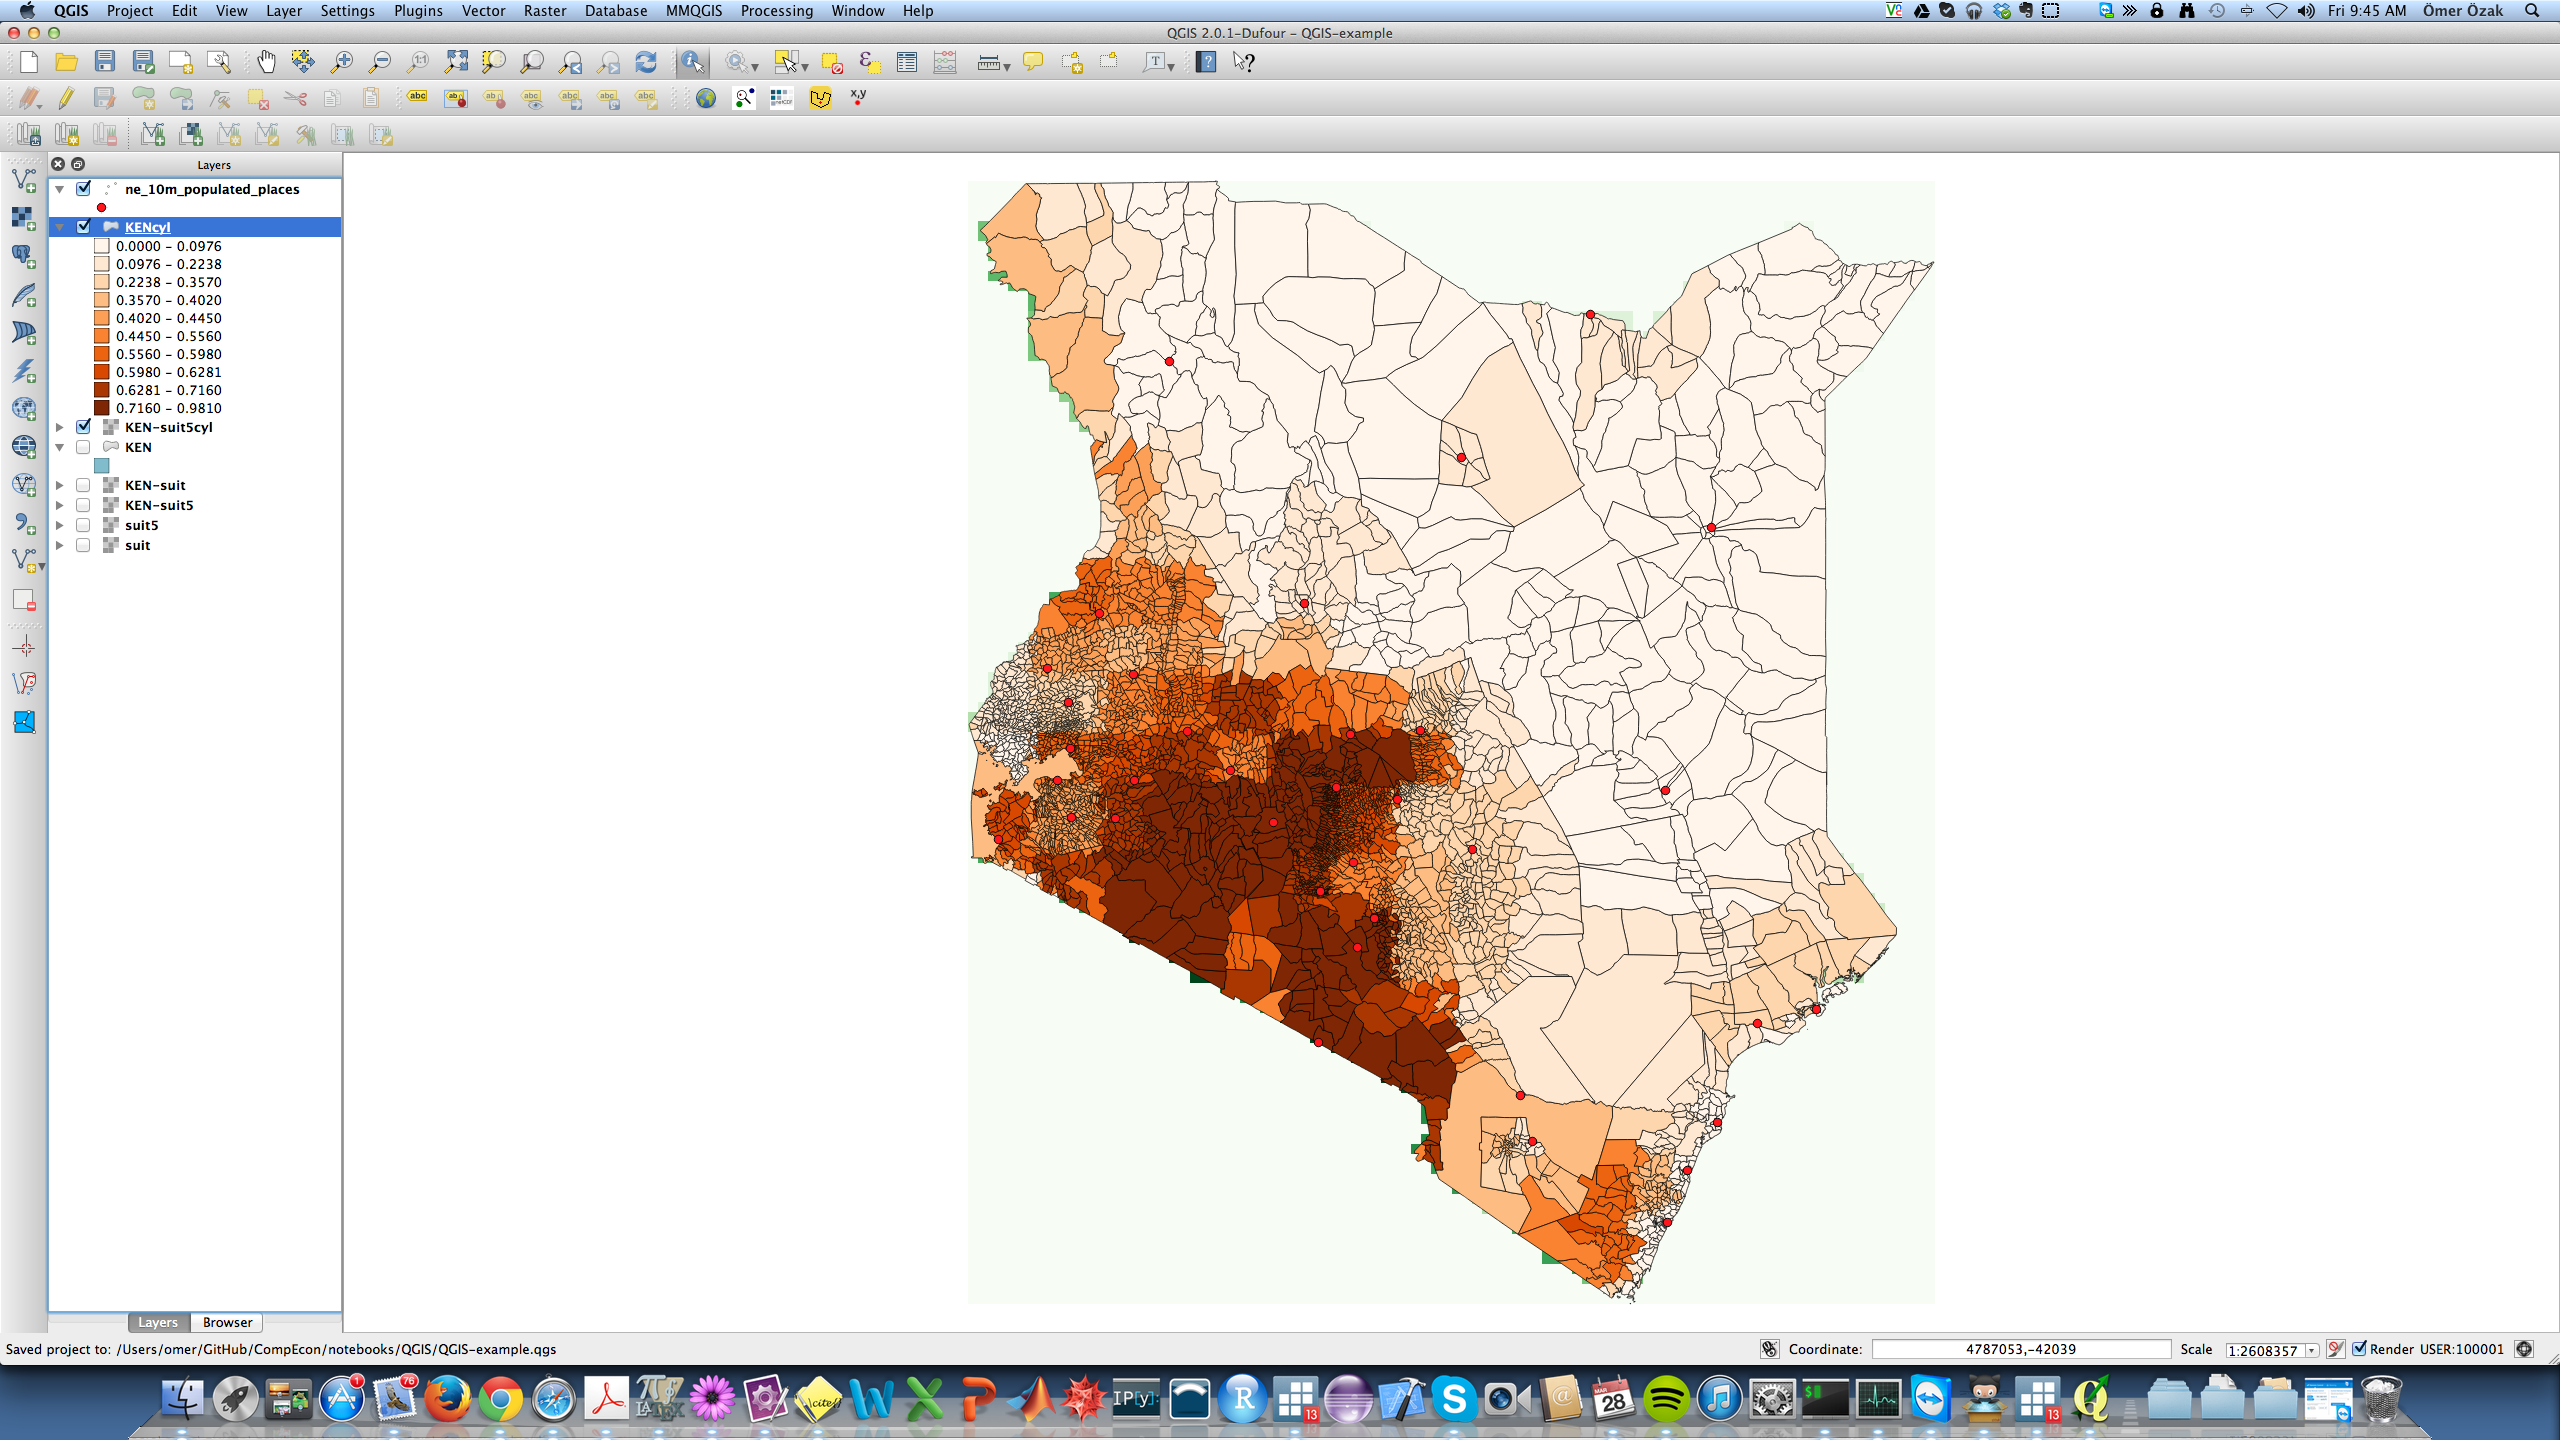 QGIS Project Edit View Layer Settings Plugins Vector Raster Database MMQGIS Processing Window Help Fri 9:45 AM Ömer Özak
QGIS 2.0.1-Dufour – QGIS-example
Layers
ne_10m_populated_places
KENcyl
0.0000 - 0.0976
0.0976 - 0.2238
0.2238 - 0.3570
0.3570 - 0.4020
0.4020 - 0.4450
0.4450 - 0.5560
0.5560 - 0.5980
0.5980 - 0.6281
0.6281 - 0.7160
0.7160 - 0.9810
KEN-suit5cyl
KEN
KEN-suit
KEN-suit5
suit5
suit
Layers Browser
Saved project to: /Users/omer/GitHub/CompEcon/notebooks/QGIS/QGIS-example.qgs Coordinate: 4787053,-42039 Scale 1:2608357 Render USER:100001